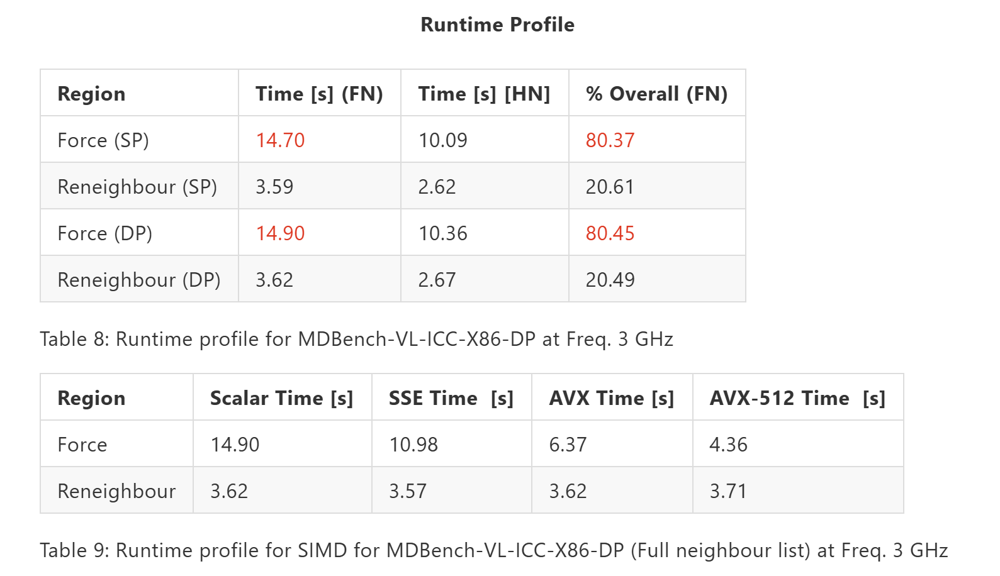 Runtime Profile
Region Time [s] (FN) Time [s] [HN] % Overall (FN)
Force (SP) 14.70 10.09 80.37
Reneighbour (SP) 3.59 2.62 20.61
Force (DP) 14.90 10.36 80.45
Reneighbour (DP) 3.62 2.67 20.49
Table 8: Runtime profile for MDBench-VL-ICC-X86-DP at Freq. 3 GHz
Region Scalar Time [s] SSE Time [s] AVX Time [s] AVX-512 Time [s]
Force 14.90 10.98 6.37 4.36
Reneighbour 3.62 3.57 3.62 3.71
Table 9: Runtime profile for SIMD for MDBench-VL-ICC-X86-DP (Full neighbour list) at Freq. 3 GHz